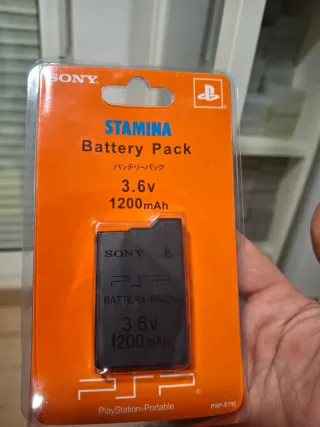 SONY
STAMINA
Battery Pack
バッテリーパック
3.6v
1200mAh
SONY
PSP
BATTERY PACK
3.6v
1200mAh
PSP
PlayStation®Portable
PSP-S110